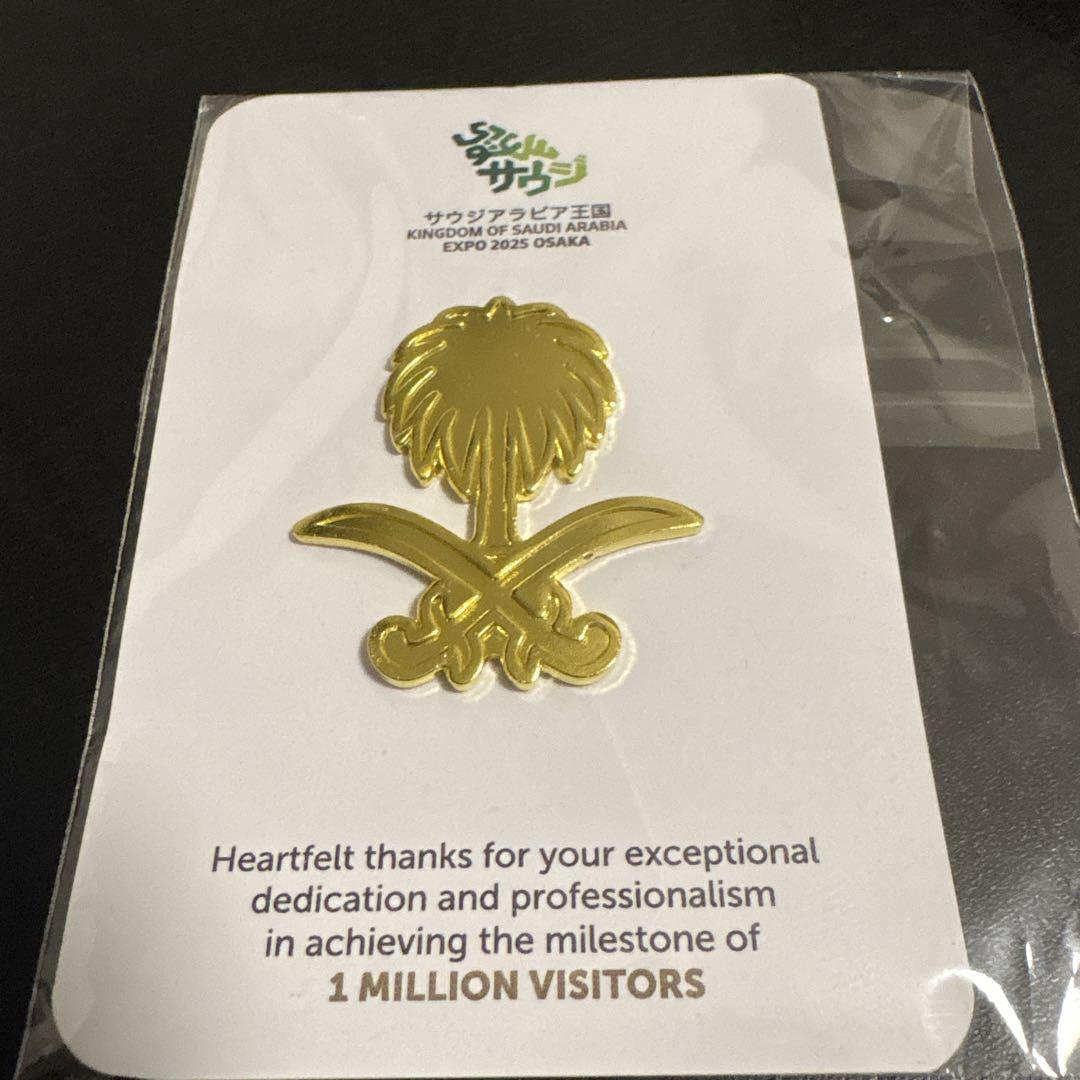 سعودي
サウジ
サウジアラビア王国
KINGDOM OF SAUDI ARABIA
EXPO 2025 OSAKA
Heartfelt thanks for your exceptional
dedication and professionalism
in achieving the milestone of
1 MILLION VISITORS